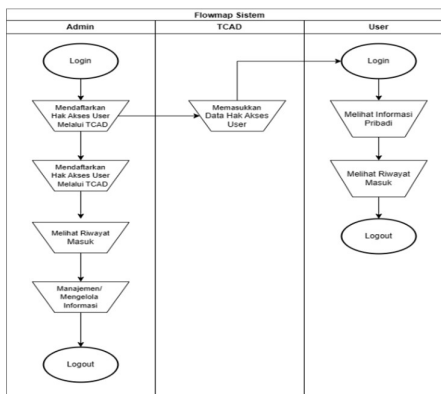 Flowmap Sistem
Admin
TCAD
User
Login
Mendaftarkan
Hak Akses User
Melalui TCAD
Mendaftarkan
Hak Akses User
Melalui TCAD
Melihat Riwayat
Masuk
Manajemen/
Mengelola
Informasi
Logout
Memasukkan
Data Hak Akses
User
Login
Melihat Informasi
Pribadi
Melihat Riwayat
Masuk
Logout